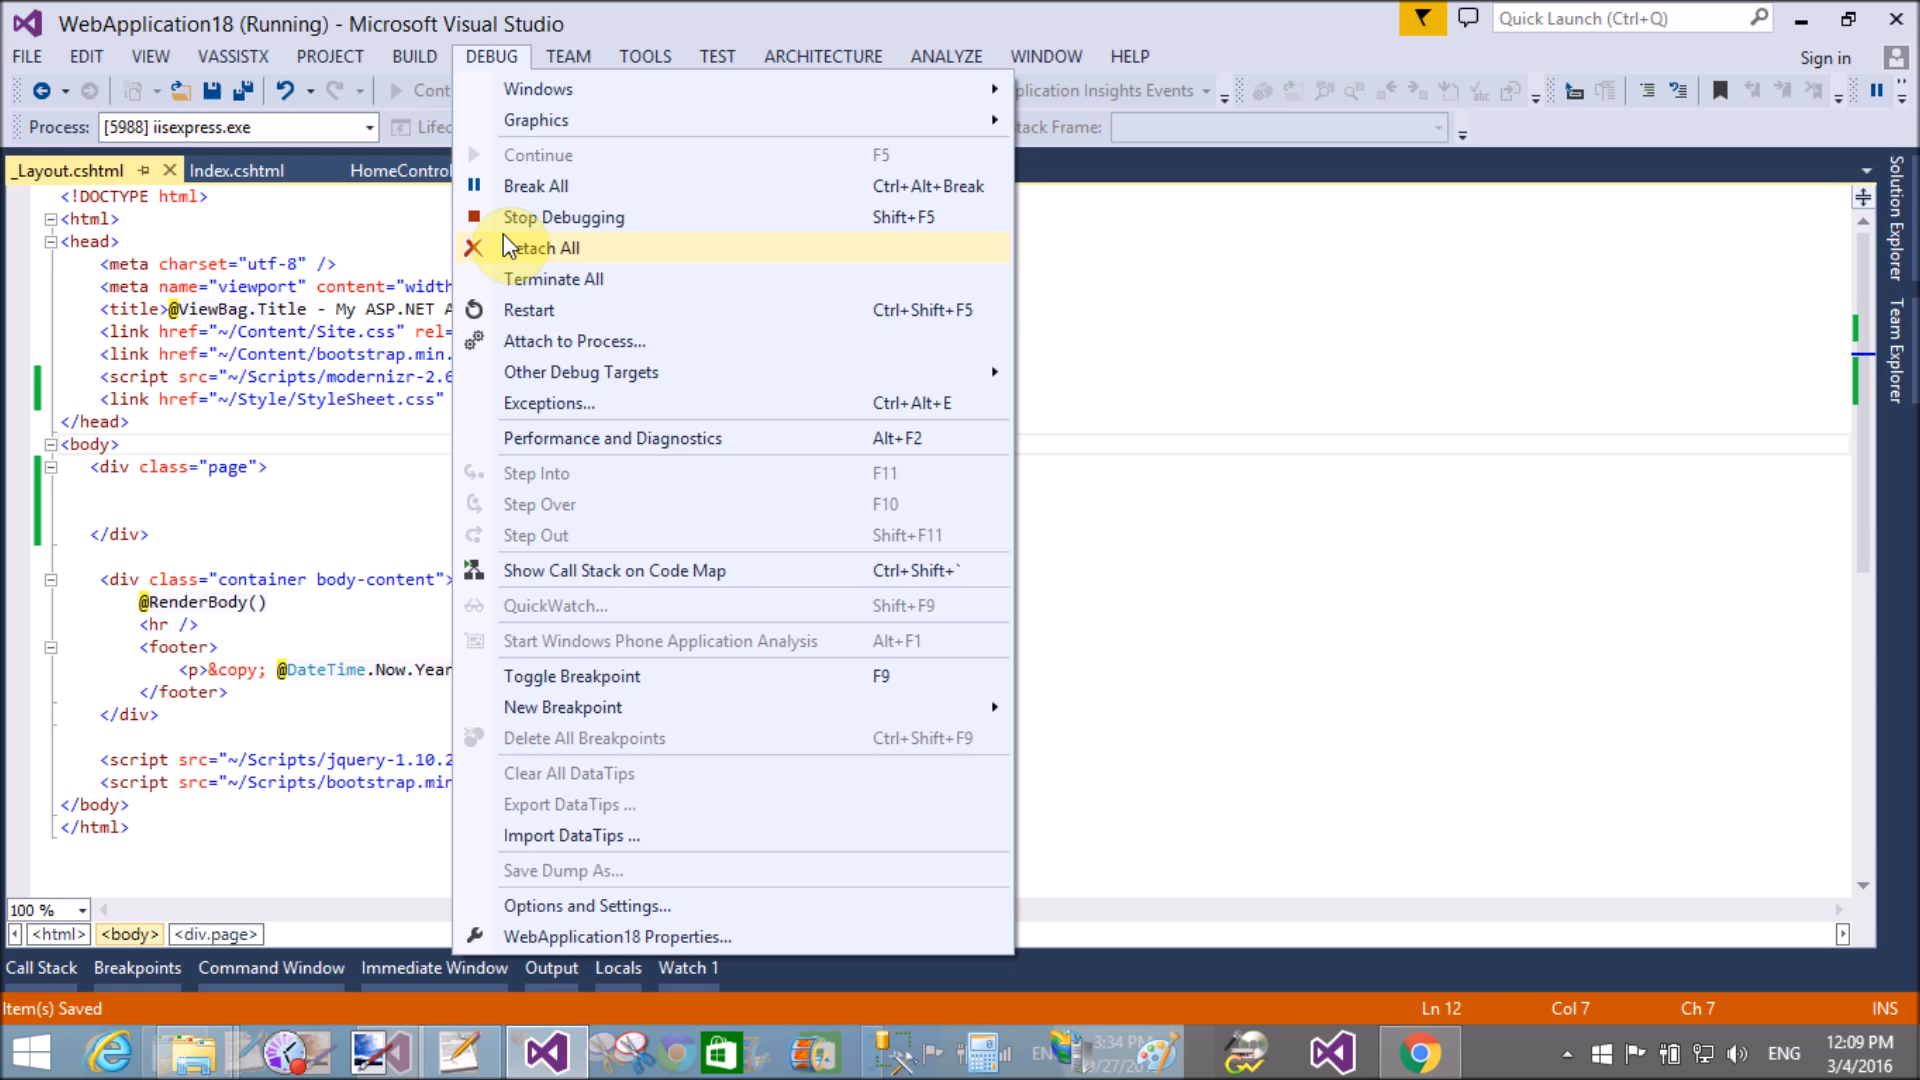 WebApplication18 (Running) - Microsoft Visual Studio
Quick Launch (Ctrl+Q)
FILE EDIT VIEW VASSISTX PROJECT BUILD DEBUG TEAM TOOLS TEST ARCHITECTURE ANALYZE WINDOW HELP
Sign in
Process: [5988] iisexpress.exe
_Layout.cshtml
Index.cshtml
<!DOCTYPE html>
<html>
<head>
<meta charset="utf-8" />
<meta name="viewport" content="width
<title>@ViewBag.Title - My ASP.NET A
<link href="~/Content/Site.css" rel=
<link href="~/Content/bootstrap.min.
<script src="~/Scripts/modernizr-2.6
<link href="~/Style/StyleSheet.css"
</head>
<body>
<div class="page">
</div>
<div class="container body-content">
@RenderBody()
<hr />
<footer>
<p>&copy; @DateTime.Now.Year
</footer>
</div>
<script src="~/Scripts/jquery-1.10.2
<script src="~/Scripts/bootstrap.min
</body>
</html>
Windows
Graphics
Continue F5
Break All Ctrl+Alt+Break
Stop Debugging Shift+F5
All
Terminate All
Restart Ctrl+Shift+F5
Attach to Process...
Other Debug Targets
Exceptions... Ctrl+Alt+E
Performance and Diagnostics Alt+F2
Step Into F11
Step Over F10
Step Out Shift+F11
Show Call Stack on Code Map Ctrl+Shift+`
QuickWatch... Shift+F9
Start Windows Phone Application Analysis Alt+F1
Toggle Breakpoint F9
New Breakpoint
Delete All Breakpoints Ctrl+Shift+F9
Clear All DataTips
Export DataTips ...
Import DataTips ...
Save Dump As...
Options and Settings...
WebApplication18 Properties...
Insights Events
Frame:
Solution Explorer
Team Explorer
100 %
<html> <body> <div.page>
Call Stack Breakpoints Command Window Immediate Window Output Locals Watch 1
Item(s) Saved
Ln 12 Col 7 Ch 7 INS
ENG
12:09 PM
3/4/2016